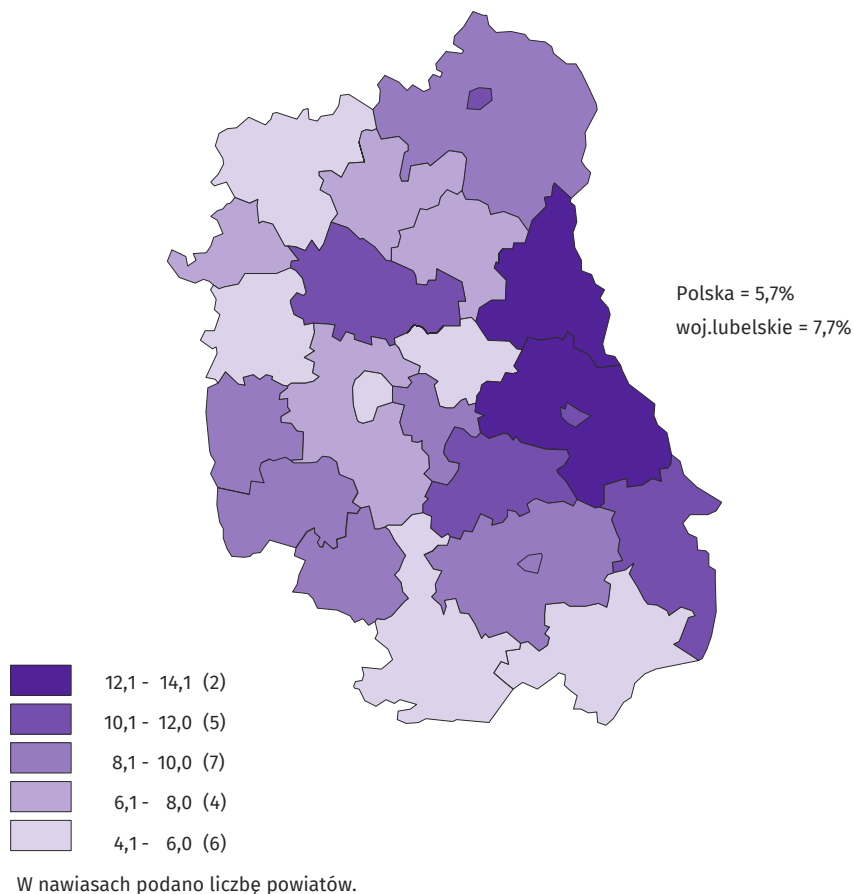 Polska = 5,7%
woj.lubelskie = 7,7%
12,1 - 14,1 (2)
10,1 - 12,0 (5)
8,1 - 10,0 (7)
6,1 - 8,0 (4)
4,1 - 6,0 (6)
W nawiasach podano liczbę powiatów.